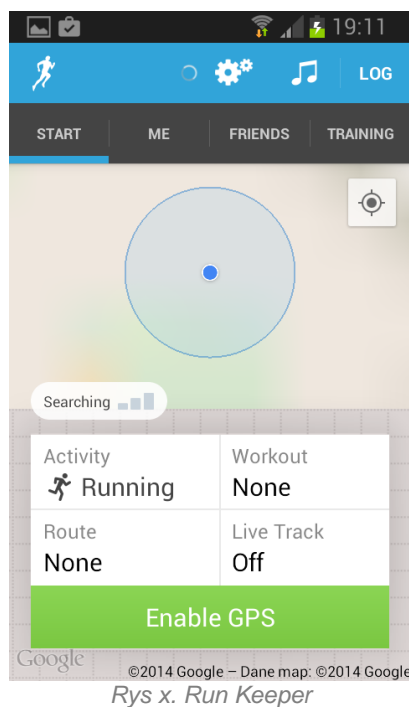 19:11
LOG
START ME FRIENDS TRAINING
Searching
Activity Workout
Running None
Route Live Track
None Off
Enable GPS
Google
©2014 Google – Dane map: ©2014 Google
Rys x. Run Keeper